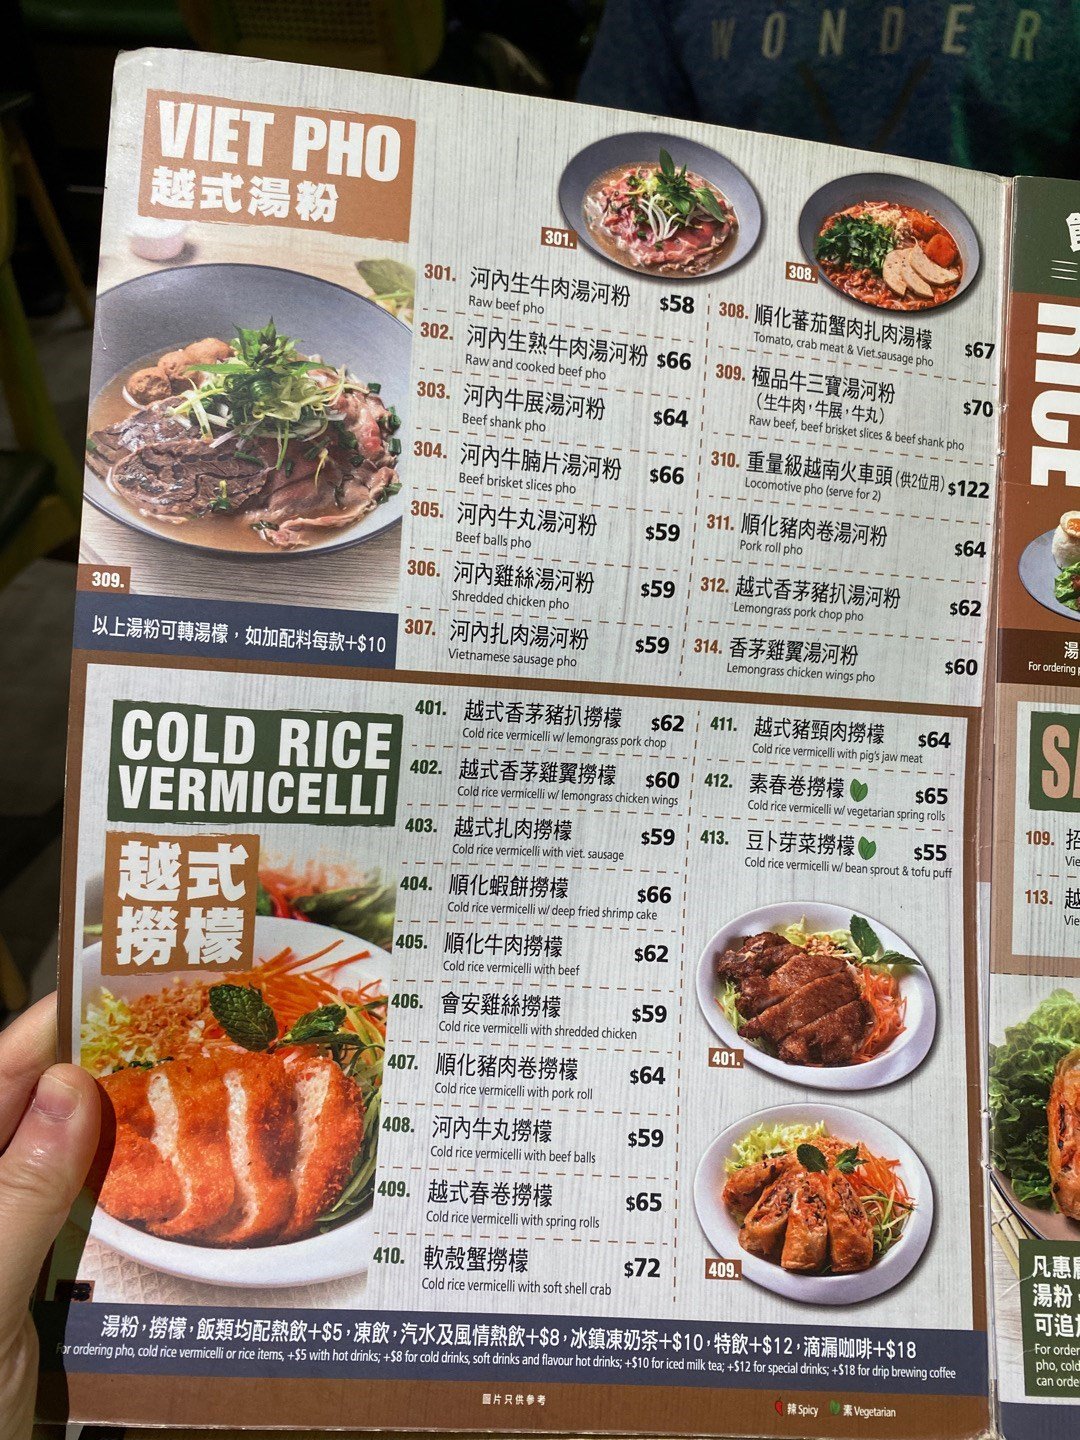 WONDER
VIET PHO
越式湯粉
301.
308.
309.
301. 河內生牛肉湯河粉 $58
Raw beef pho
302. 河內生熟牛肉湯河粉 $66
Raw and cooked beef pho
303. 河內牛展湯河粉 $64
Beef shank pho
304. 河內牛腩片湯河粉 $66
Beef brisket slices pho
305. 河內牛丸湯河粉 $59
Beef balls pho
306. 河內雞絲湯河粉 $59
Shredded chicken pho
307. 河內扎肉湯河粉 $59
Vietnamese sausage pho
308. 順化蕃茄蟹肉扎肉湯檬 $67
Tomato, crab meat & Viet.sausage pho
309. 極品牛三寶湯河粉 $70
(生牛肉，牛展，牛丸)
Raw beef, beef brisket slices & beef shank pho
310. 重量級越南火車頭 (供2位用) $122
Locomotive pho (serve for 2)
311. 順化豬肉卷湯河粉 $64
Pork roll pho
312. 越式香茅豬扒湯河粉 $62
Lemongrass pork chop pho
314. 香茅雞翼湯河粉 $60
Lemongrass chicken wings pho
以上湯粉可轉湯檬，如加配料每款+$10
COLD RICE
VERMICELLI
越式
撈檬
401. 越式香茅豬扒撈檬 $62
Cold rice vermicelli w/ lemongrass pork chop
402. 越式香茅雞翼撈檬 $60
Cold rice vermicelli w/ lemongrass chicken wings
403. 越式扎肉撈檬 $59
Cold rice vermicelli with viet. sausage
404. 順化蝦餅撈檬 $66
Cold rice vermicelli w/ deep fried shrimp cake
405. 順化牛肉撈檬 $62
Cold rice vermicelli with beef
406. 會安雞絲撈檬 $59
Cold rice vermicelli with shredded chicken
407. 順化豬肉卷撈檬 $64
Cold rice vermicelli with pork roll
408. 河內牛丸撈檬 $59
Cold rice vermicelli with beef balls
409. 越式春卷撈檬 $65
Cold rice vermicelli with spring rolls
410. 軟殼蟹撈檬 $72
Cold rice vermicelli with soft shell crab
411. 越式豬頸肉撈檬 $64
Cold rice vermicelli with pig's jaw meat
412. 素春卷撈檬 $65
Cold rice vermicelli w/ vegetarian spring rolls
413. 豆卜芽菜撈檬 $55
Cold rice vermicelli w/ bean sprout & tofu puff
401.
409.
湯粉，撈檬，飯類均配熱飲+$5，凍飲，汽水及風情熱飲+$8，冰鎮凍奶茶+$10，特飲+$12，滴漏咖啡+$18
For ordering pho, cold rice vermicelli or rice items, +$5 with hot drinks; +$8 for cold drinks, soft drinks and flavour hot drinks; +$10 for iced milk tea; +$12 for special drinks; +$18 for drip brewing coffee
圖片只供參考
辣 Spicy 素 Vegetarian
RICE
湯
For ordering
SA
109. 招
Vie
113. 越
Vie
凡惠
湯粉
可追
For order
pho, cold
can orde